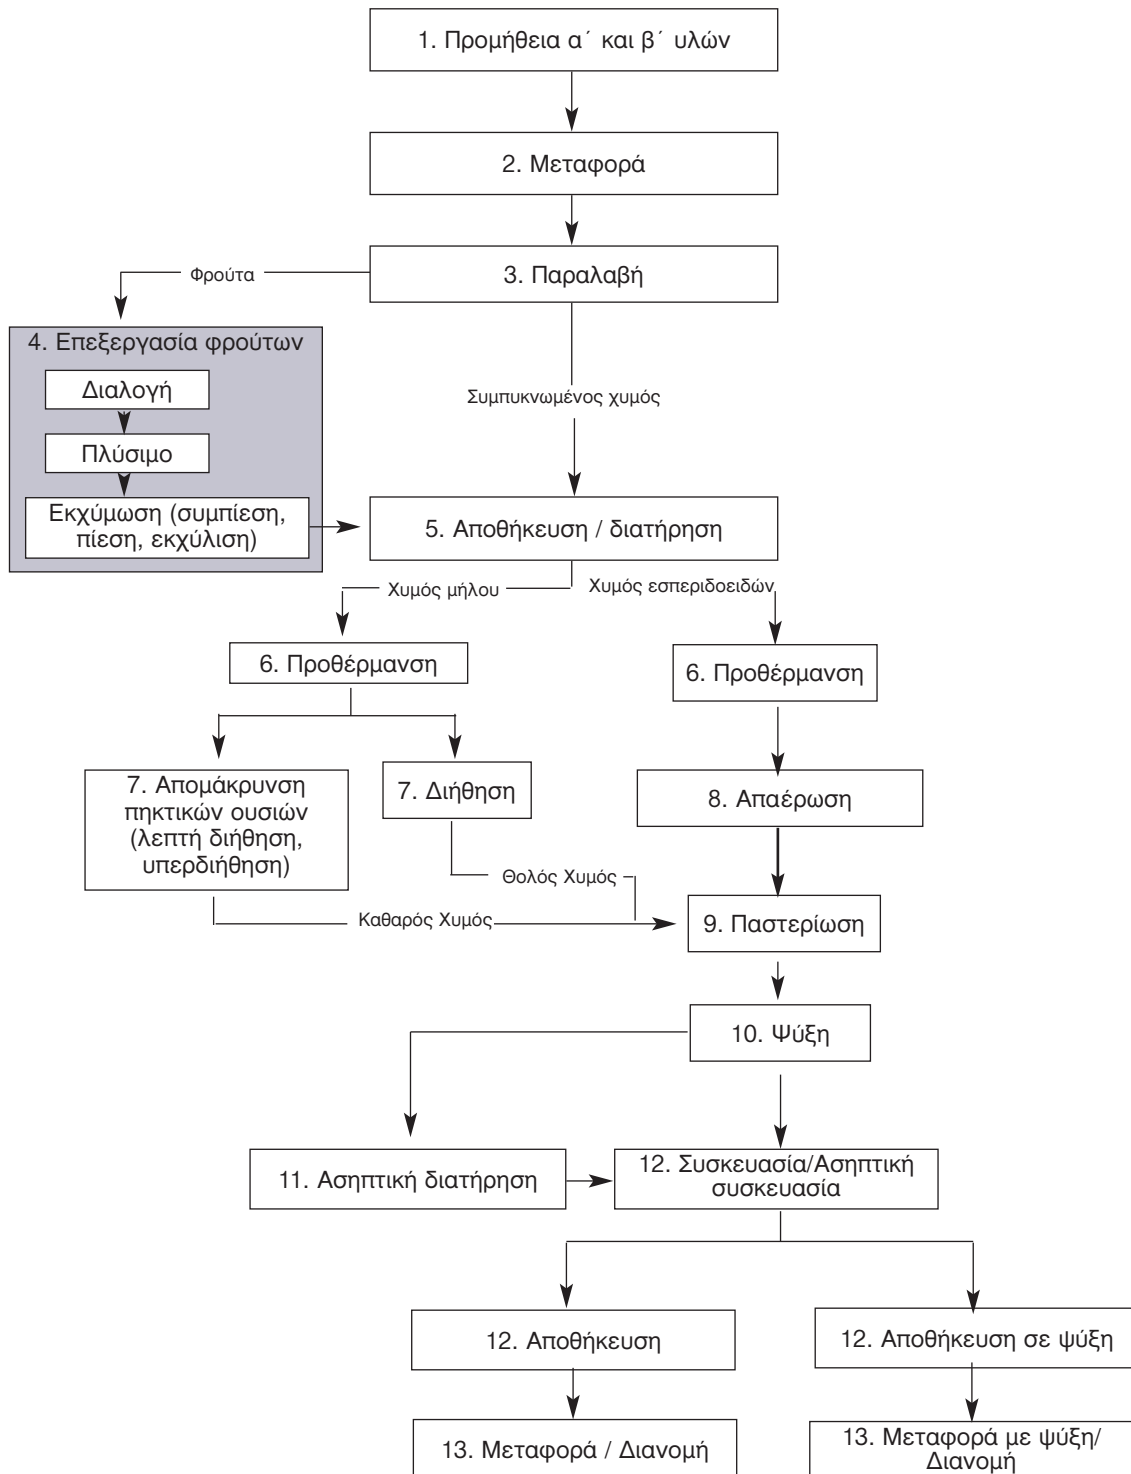 1. Προμήθεια α΄ και β΄ υλών
2. Μεταφορά
3. Παραλαβή
Φρούτα
4. Επεξεργασία φρούτων
Διαλογή
Πλύσιμο
Εκχύμωση (συμπίεση,
πίεση, εκχύλιση)
Συμπυκνωμένος χυμός
5. Αποθήκευση / διατήρηση
Χυμός μήλου
Χυμός εσπεριδοειδών
6. Προθέρμανση
6. Προθέρμανση
7. Απομάκρυνση
πηκτικών ουσιών
(λεπτή διήθηση,
υπερδιήθηση)
7. Διήθηση
8. Απαέρωση
Θολός Χυμός
Καθαρός Χυμός
9. Παστερίωση
10. Ψύξη
11. Ασηπτική διατήρηση
12. Συσκευασία/Ασηπτική
συσκευασία
12. Αποθήκευση
12. Αποθήκευση σε ψύξη
13. Μεταφορά / Διανομή
13. Μεταφορά με ψύξη/
Διανομή